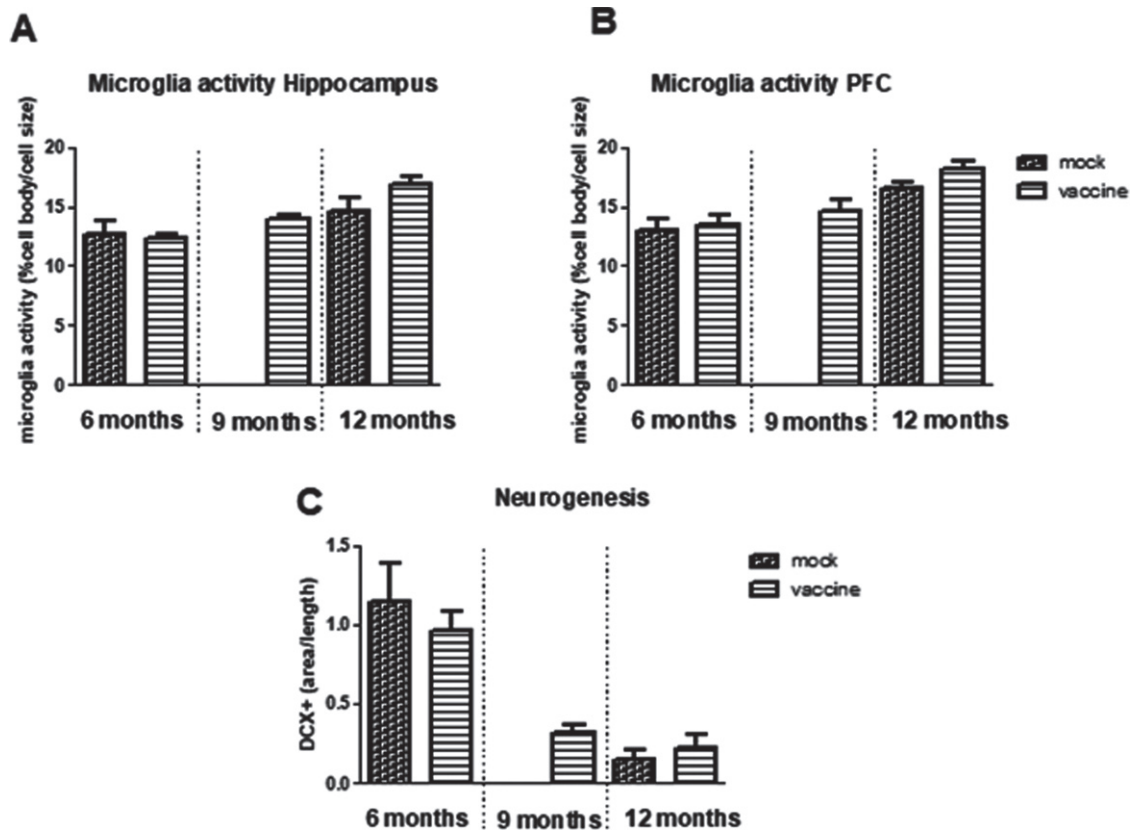 A
Microglia activity Hippocampus
microglia activity (%cell body/cell size)
20
15
10
5
0
6 months
9 months
12 months
B
Microglia activity PFC
microglia activity (%cell body/cell size)
20
15
10
5
0
6 months
9 months
12 months
mock
vaccine
C
Neurogenesis
DCX+ (area/length)
1.5
1.0
0.5
0.0
6 months
9 months
12 months
mock
vaccine